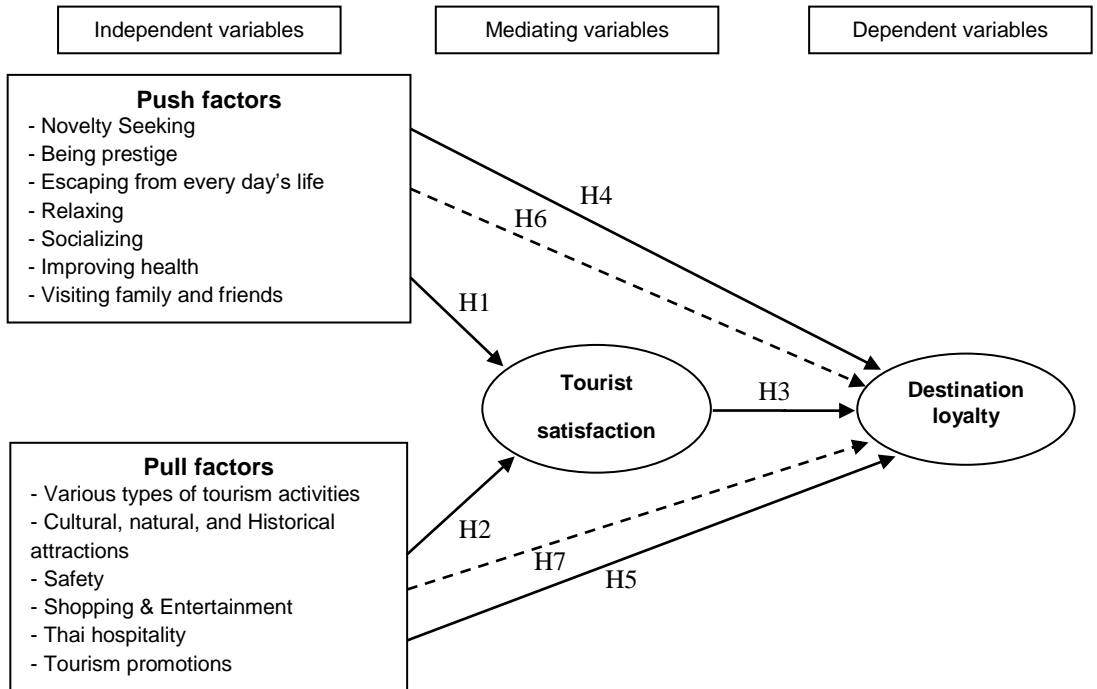 Independent variables
Mediating variables
Dependent variables
Push factors
- Novelty Seeking
- Being prestige
- Escaping from every day’s life
- Relaxing
- Socializing
- Improving health
- Visiting family and friends
H4
H6
H1
Tourist
satisfaction
H3
Destination
loyalty
Pull factors
- Various types of tourism activities
- Cultural, natural, and Historical
attractions
- Safety
- Shopping & Entertainment
- Thai hospitality
- Tourism promotions
H2
H7
H5